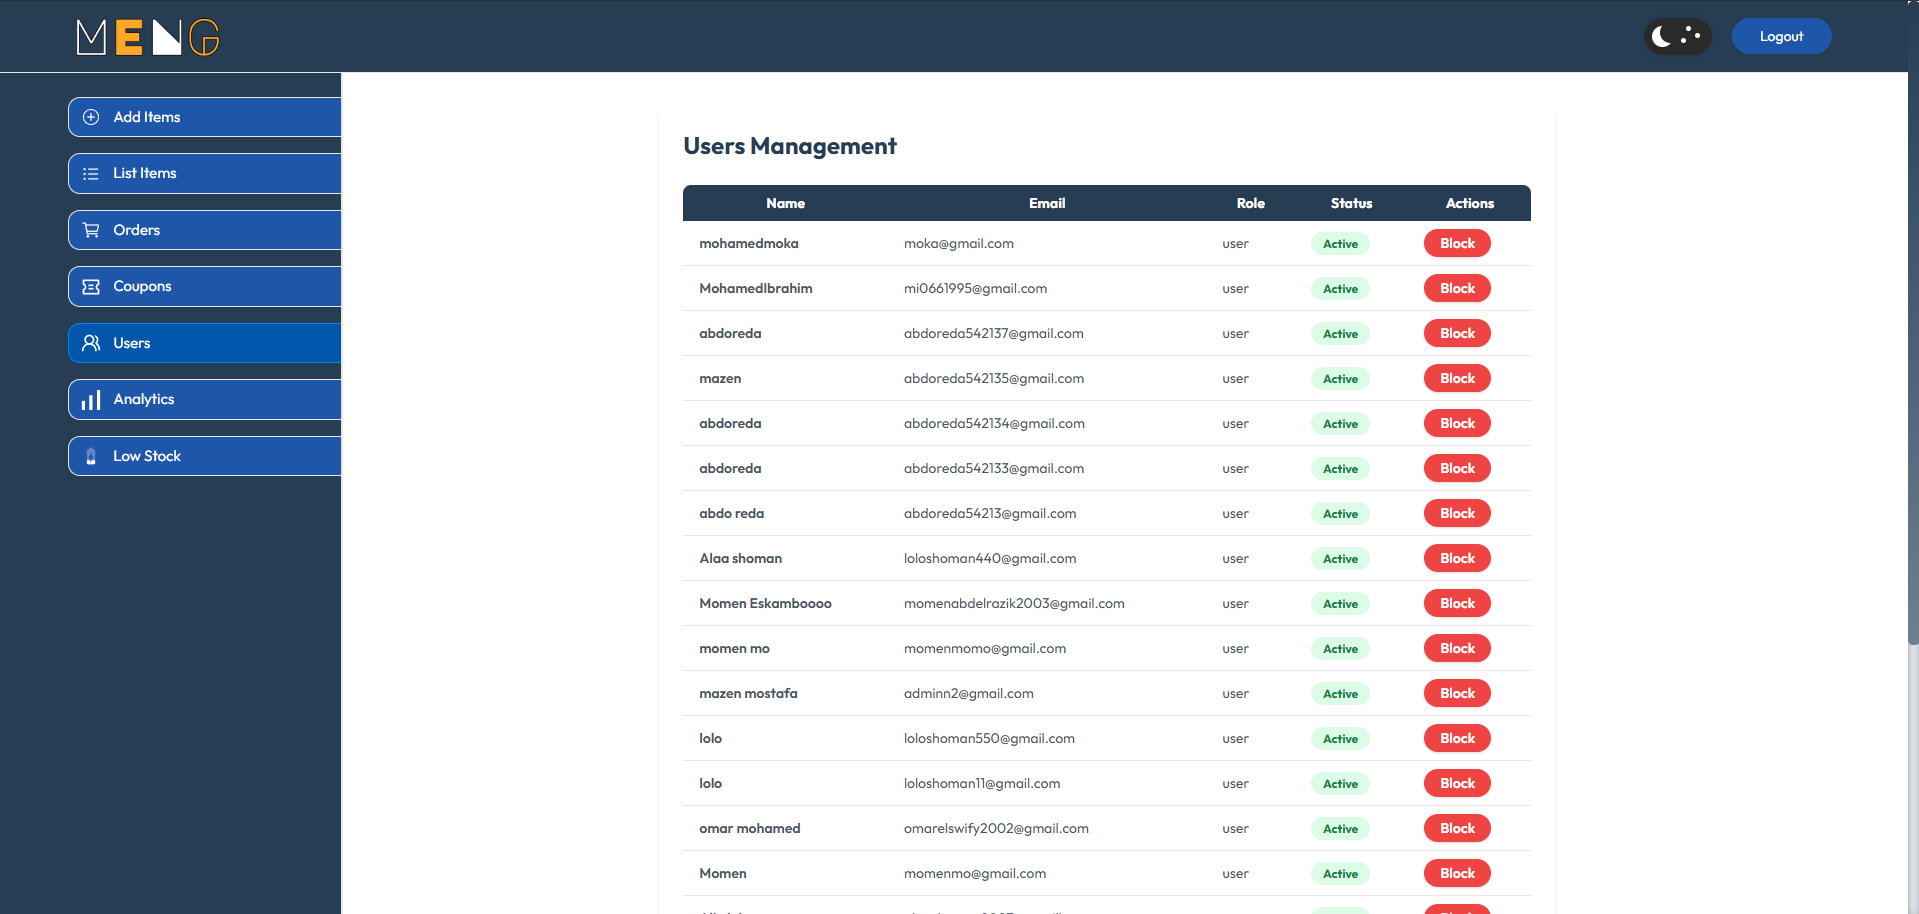 MENG
Logout
Add Items
List Items
Orders
Coupons
Users
Analytics
Low Stock
Users Management
Name Email Role Status Actions
mohamedmoka moka@gmail.com user Active Block
MohamedIbrahim mi0661995@gmail.com user Active Block
abdoreda abdoreda542137@gmail.com user Active Block
mazen abdoreda542135@gmail.com user Active Block
abdoreda abdoreda542134@gmail.com user Active Block
abdoreda abdoreda542133@gmail.com user Active Block
abdo reda abdoreda54213@gmail.com user Active Block
Alaa shoman loloshoman440@gmail.com user Active Block
Momen Eskamboooo momenabdelrazik2003@gmail.com user Active Block
momen mo momenmomo@gmail.com user Active Block
mazen mostafa adminn2@gmail.com user Active Block
lolo loloshoman550@gmail.com user Active Block
lolo loloshoman11@gmail.com user Active Block
omar mohamed omarelswify2002@gmail.com user Active Block
Momen momenmo@gmail.com user Active Block